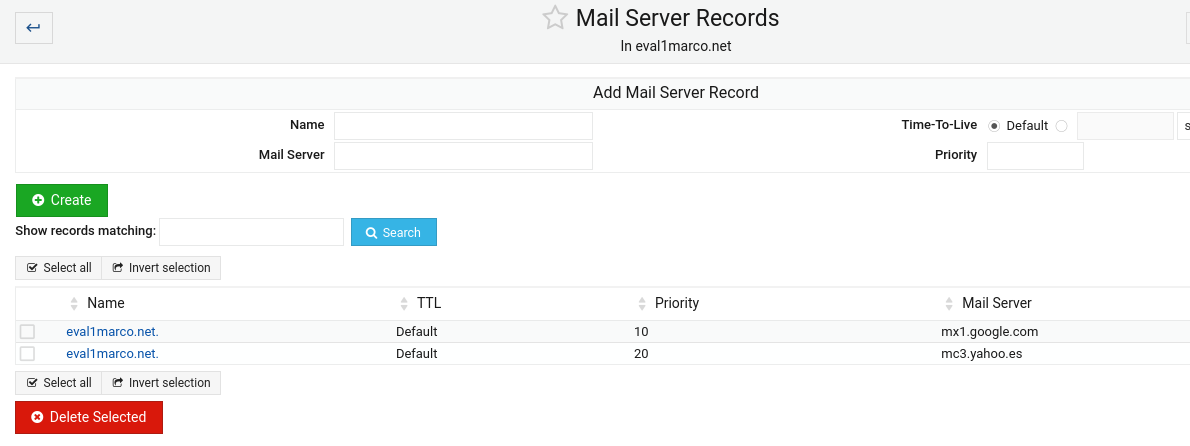 Mail Server Records
In eval1marco.net
Add Mail Server Record
Name Time-To-Live Default s
Mail Server Priority
Create
Show records matching: Search
Select all Invert selection
Name TTL Priority Mail Server
eval1marco.net. Default 10 mx1.google.com
eval1marco.net. Default 20 mc3.yahoo.es
Select all Invert selection
Delete Selected